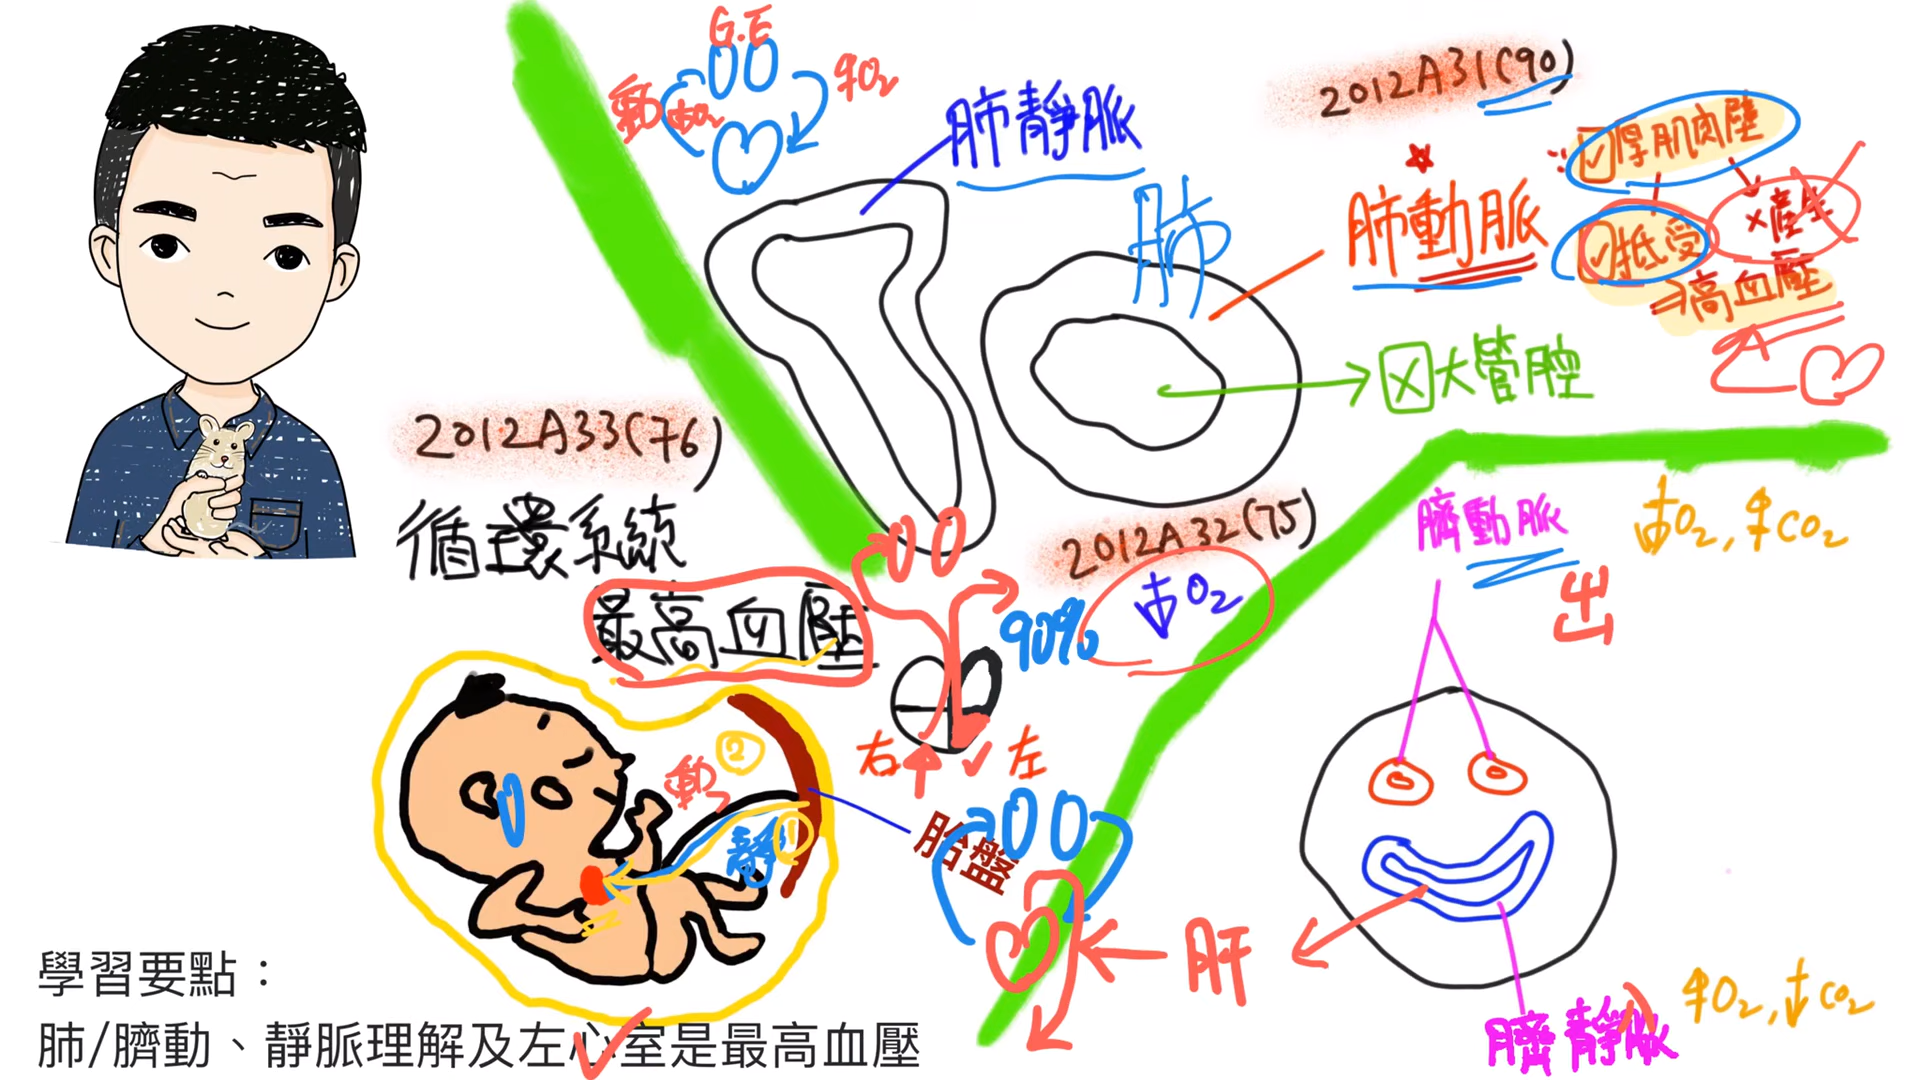 G.E
動 ↓O₂
↑O₂
肺靜脈
肺
2012A31(90)
肺動脈
✓厚肌肉壁
✓抵受
×產生
⇒高血壓
×大管腔
2012A33(76)
循環系統
最高血壓
2012A32(75)
90%
↓O₂
右
✓左
動
②
靜
①
胎盤
肝
臍動脈
↓O₂,↑CO₂
出
臍靜脈
↑O₂,↓CO₂
學習要點：
肺/臍動、靜脈理解及左心室是最高血壓